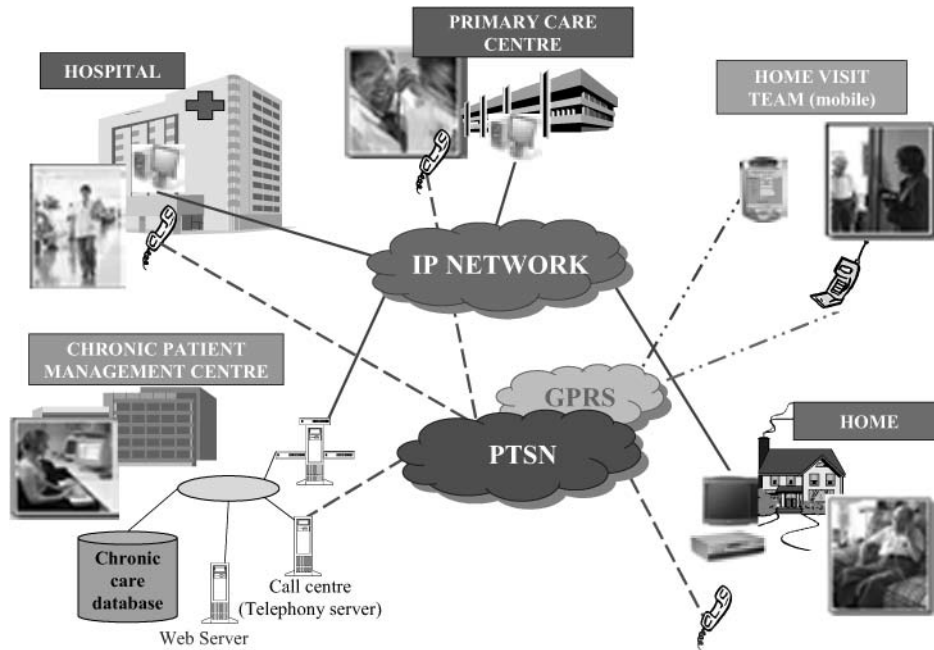 PRIMARY CARE
CENTRE
HOSPITAL
HOME VISIT
TEAM (mobile)
IP NETWORK
CHRONIC PATIENT
MANAGEMENT CENTRE
GPRS
PTSN
HOME
Chronic
care
database
Call centre
(Telephony server)
Web Server